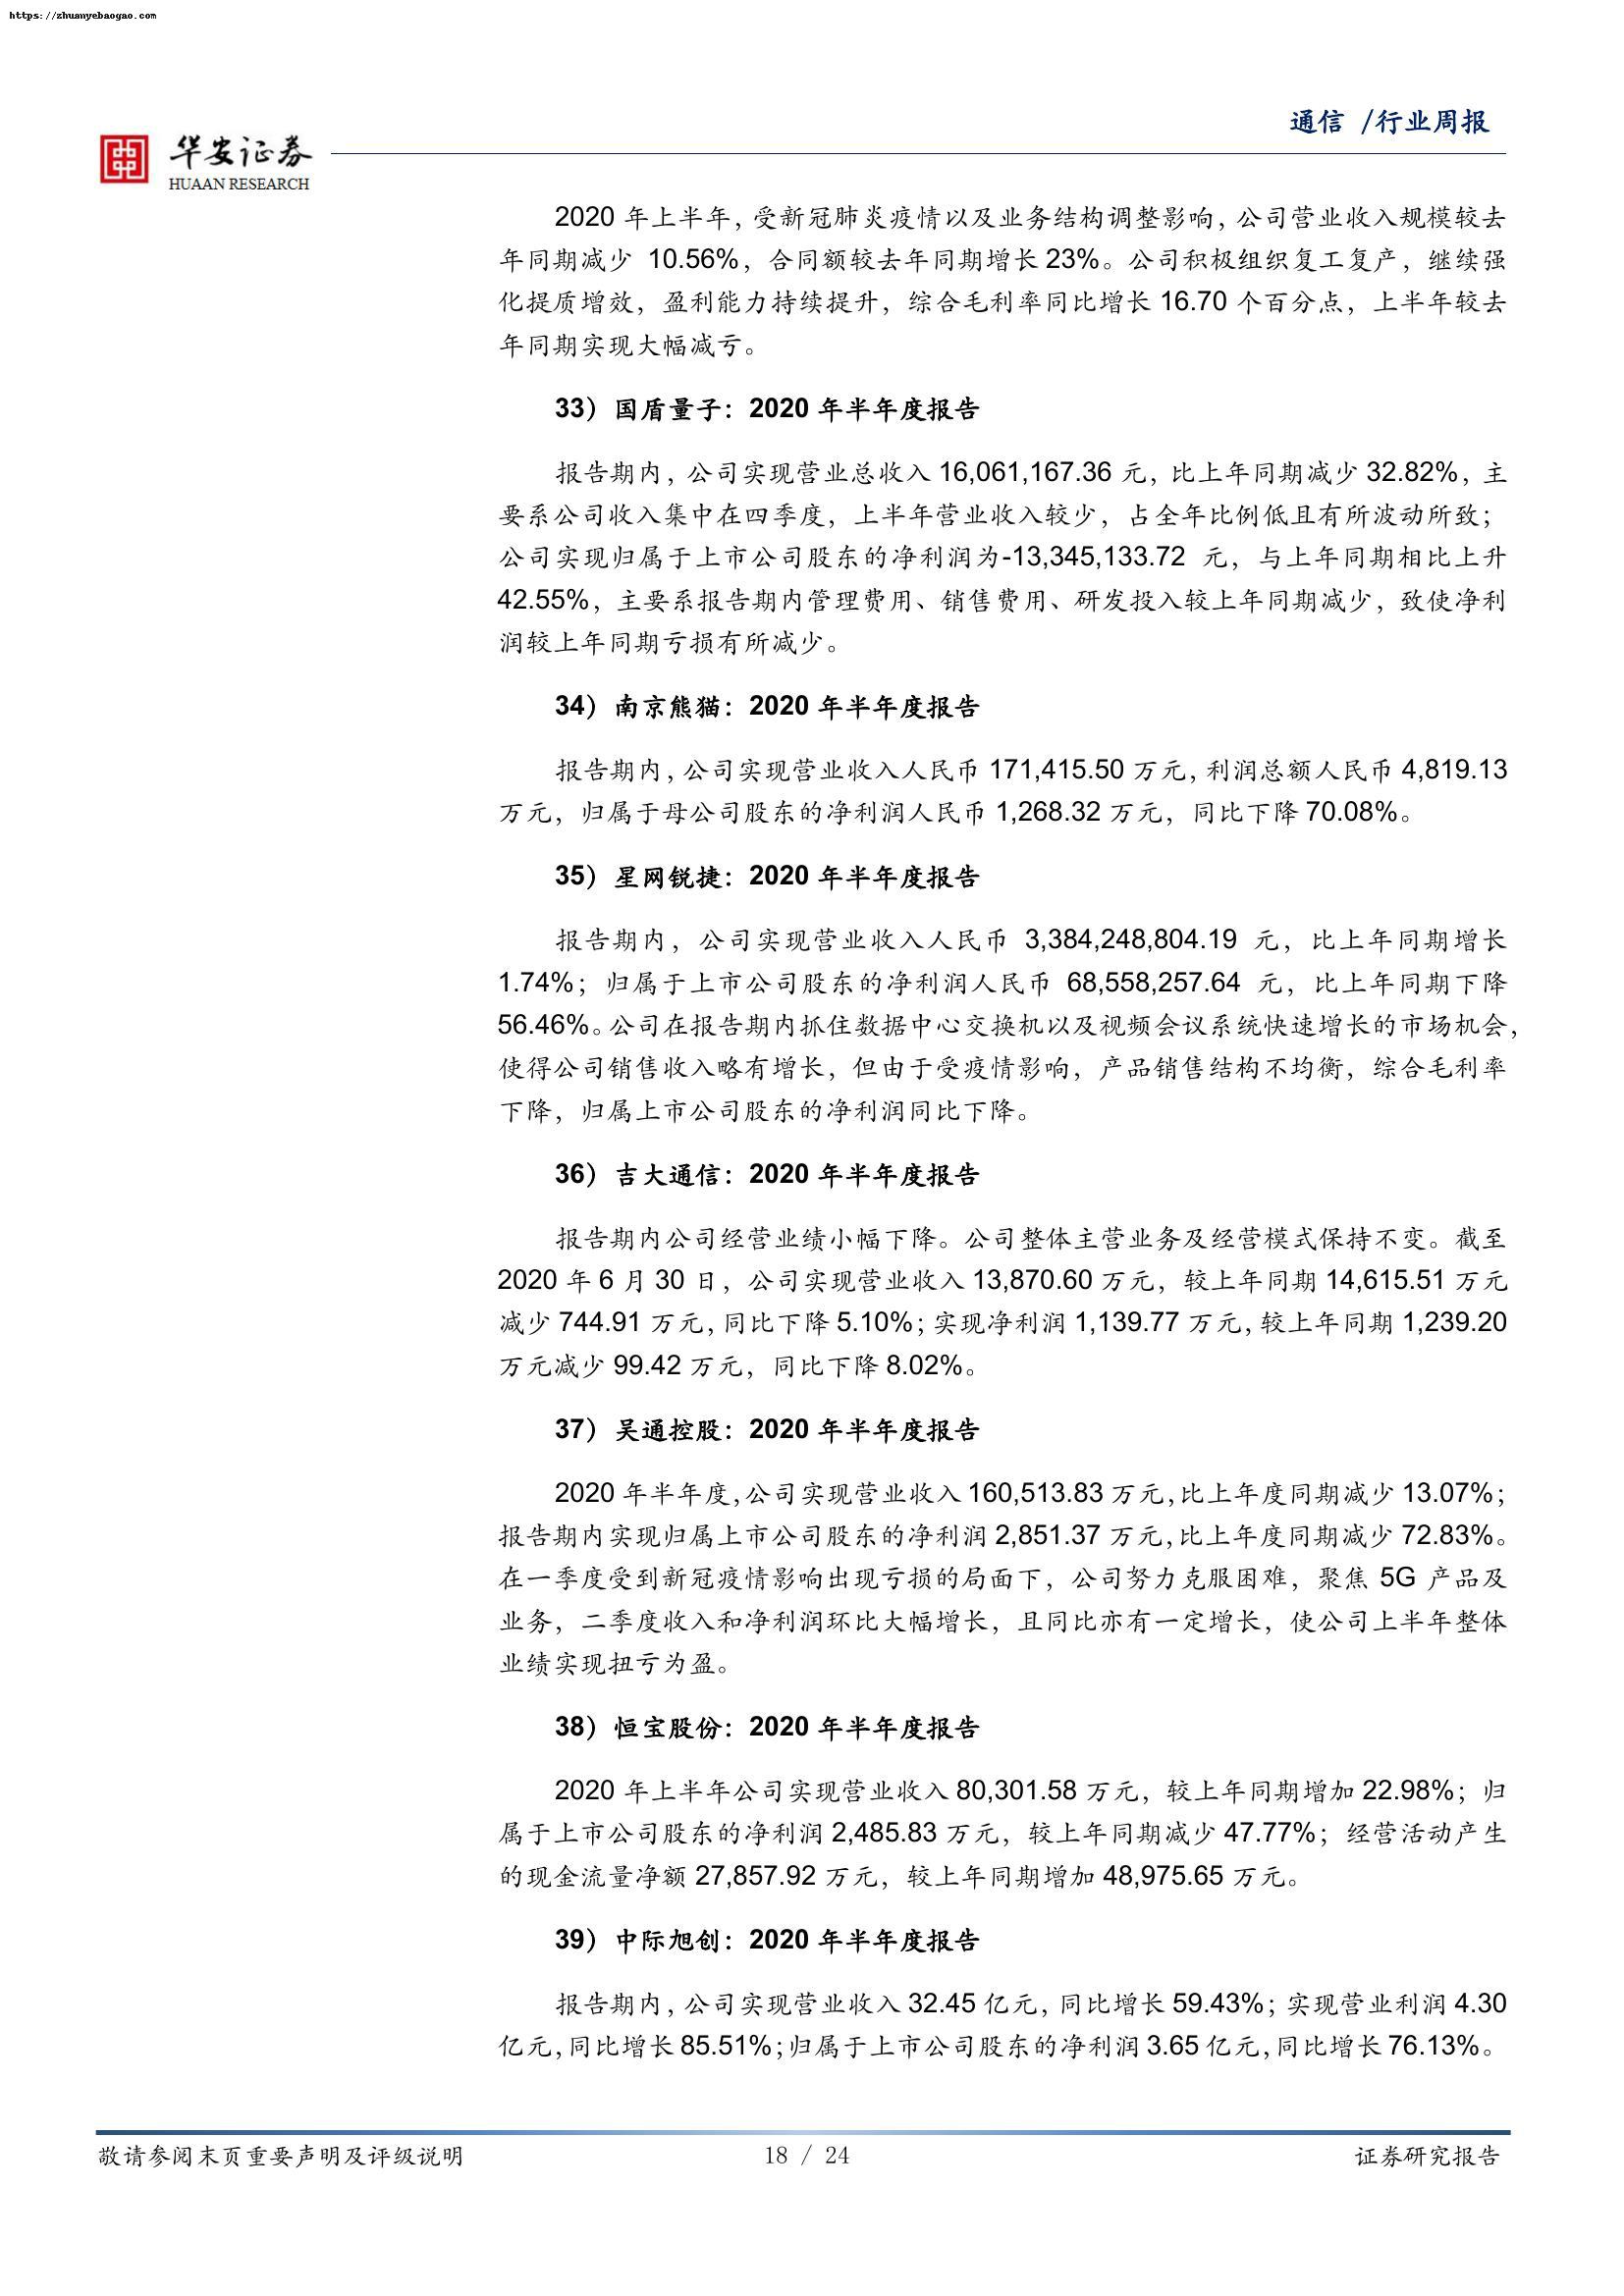 https://zhuanyebaogao.com
通信 /行业周报
华安证券
HUAAN RESEARCH
2020 年上半年，受新冠肺炎疫情以及业务结构调整影响，公司营业收入规模较去
年同期减少 10.56%，合同额较去年同期增长 23%。公司积极组织复工复产，继续强
化提质增效，盈利能力持续提升，综合毛利率同比增长 16.70 个百分点，上半年较去
年同期实现大幅减亏。
33）国盾量子：2020 年半年度报告
报告期内，公司实现营业总收入 16,061,167.36 元，比上年同期减少 32.82%，主
要系公司收入集中在四季度，上半年营业收入较少，占全年比例低且有所波动所致；
公司实现归属于上市公司股东的净利润为-13,345,133.72 元，与上年同期相比上升
42.55%，主要系报告期内管理费用、销售费用、研发投入较上年同期减少，致使净利
润较上年同期亏损有所减少。
34）南京熊猫：2020 年半年度报告
报告期内，公司实现营业收入人民币 171,415.50 万元，利润总额人民币 4,819.13
万元，归属于母公司股东的净利润人民币 1,268.32 万元，同比下降 70.08%。
35）星网锐捷：2020 年半年度报告
报告期内，公司实现营业收入人民币 3,384,248,804.19 元，比上年同期增长
1.74%；归属于上市公司股东的净利润人民币 68,558,257.64 元，比上年同期下降
56.46%。公司在报告期内抓住数据中心交换机以及视频会议系统快速增长的市场机会，
使得公司销售收入略有增长，但由于受疫情影响，产品销售结构不均衡，综合毛利率
下降，归属上市公司股东的净利润同比下降。
36）吉大通信：2020 年半年度报告
报告期内公司经营业绩小幅下降。公司整体主营业务及经营模式保持不变。截至
2020 年 6 月 30 日，公司实现营业收入 13,870.60 万元，较上年同期 14,615.51 万元
减少 744.91 万元，同比下降 5.10%；实现净利润 1,139.77 万元，较上年同期 1,239.20
万元减少 99.42 万元，同比下降 8.02%。
37）吴通控股：2020 年半年度报告
2020 年半年度，公司实现营业收入 160,513.83 万元，比上年度同期减少 13.07%；
报告期内实现归属上市公司股东的净利润 2,851.37 万元，比上年度同期减少 72.83%。
在一季度受到新冠疫情影响出现亏损的局面下，公司努力克服困难，聚焦 5G 产品及
业务，二季度收入和净利润环比大幅增长，且同比亦有一定增长，使公司上半年整体
业绩实现扭亏为盈。
38）恒宝股份：2020 年半年度报告
2020 年上半年公司实现营业收入 80,301.58 万元，较上年同期增加 22.98%；归
属于上市公司股东的净利润 2,485.83 万元，较上年同期减少 47.77%；经营活动产生
的现金流量净额 27,857.92 万元，较上年同期增加 48,975.65 万元。
39）中际旭创：2020 年半年度报告
报告期内，公司实现营业收入 32.45 亿元，同比增长 59.43%；实现营业利润 4.30
亿元，同比增长 85.51%；归属于上市公司股东的净利润 3.65 亿元，同比增长 76.13%。
敬请参阅末页重要声明及评级说明
18 / 24
证券研究报告